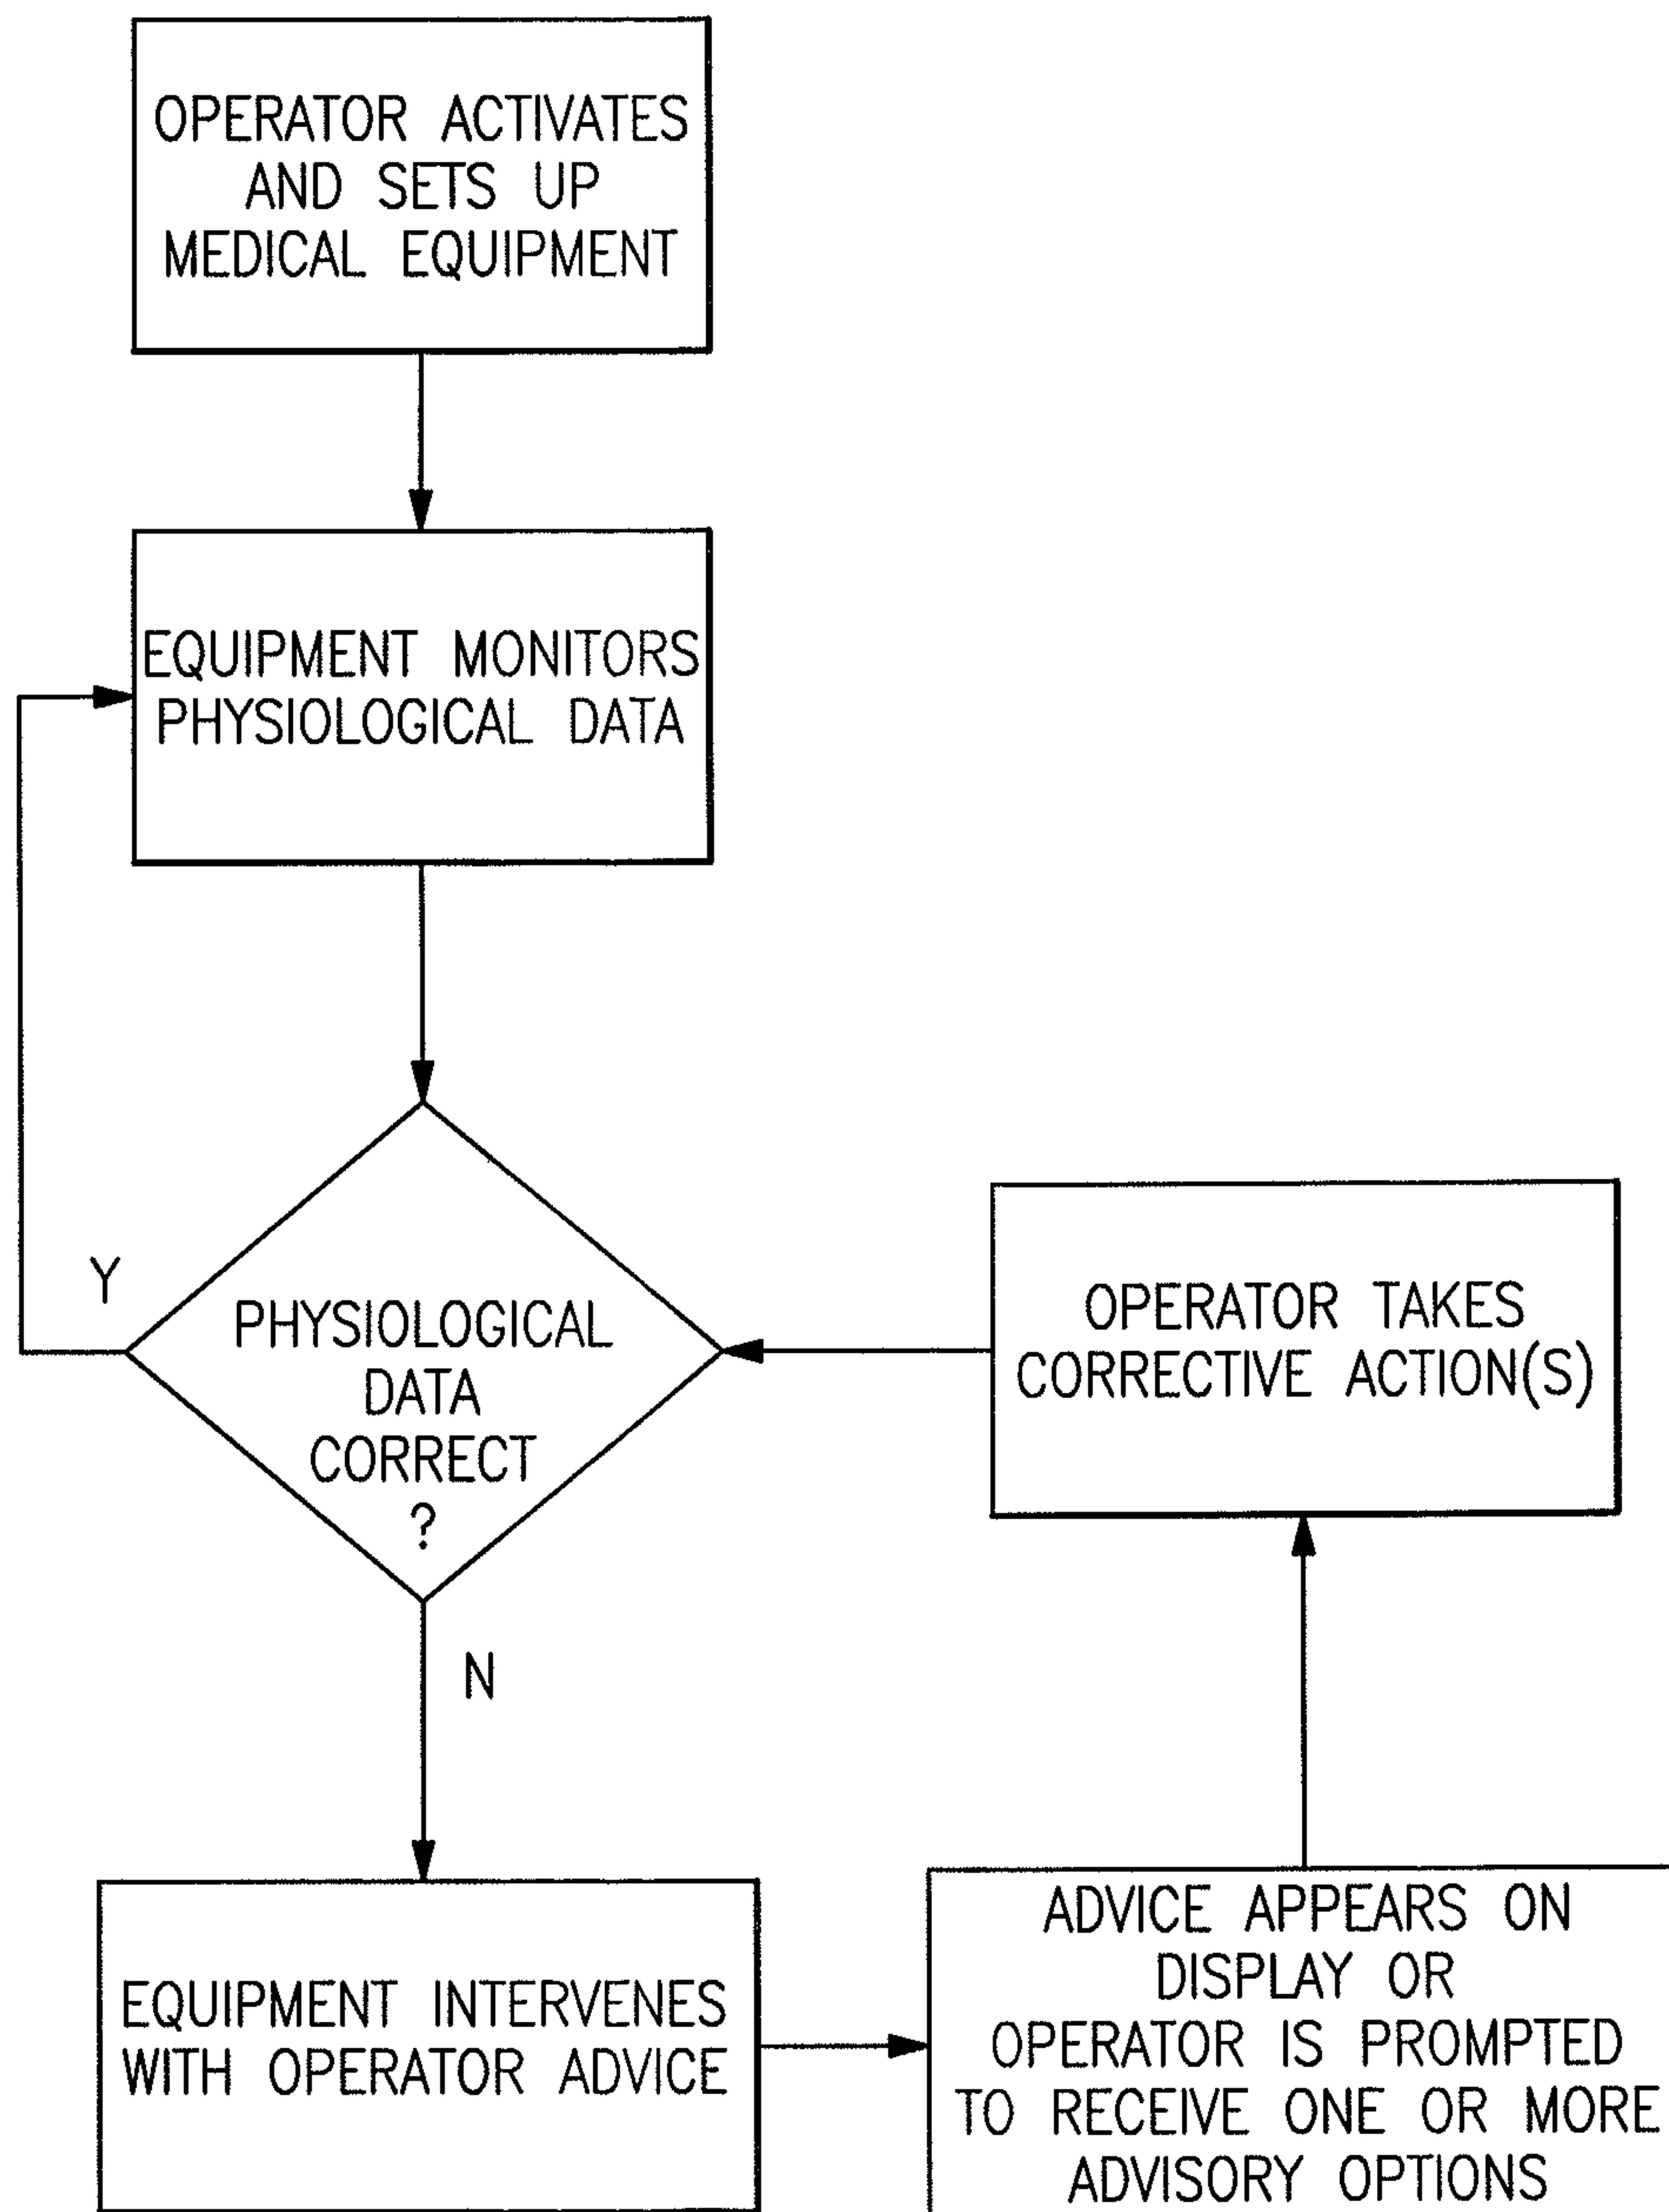 OPERATOR ACTIVATES
AND SETS UP
MEDICAL EQUIPMENT
EQUIPMENT MONITORS
PHYSIOLOGICAL DATA
Y
PHYSIOLOGICAL
DATA
CORRECT
?
OPERATOR TAKES
CORRECTIVE ACTION(S)
N
EQUIPMENT INTERVENES
WITH OPERATOR ADVICE
ADVICE APPEARS ON
DISPLAY OR
OPERATOR IS PROMPTED
TO RECEIVE ONE OR MORE
ADVISORY OPTIONS